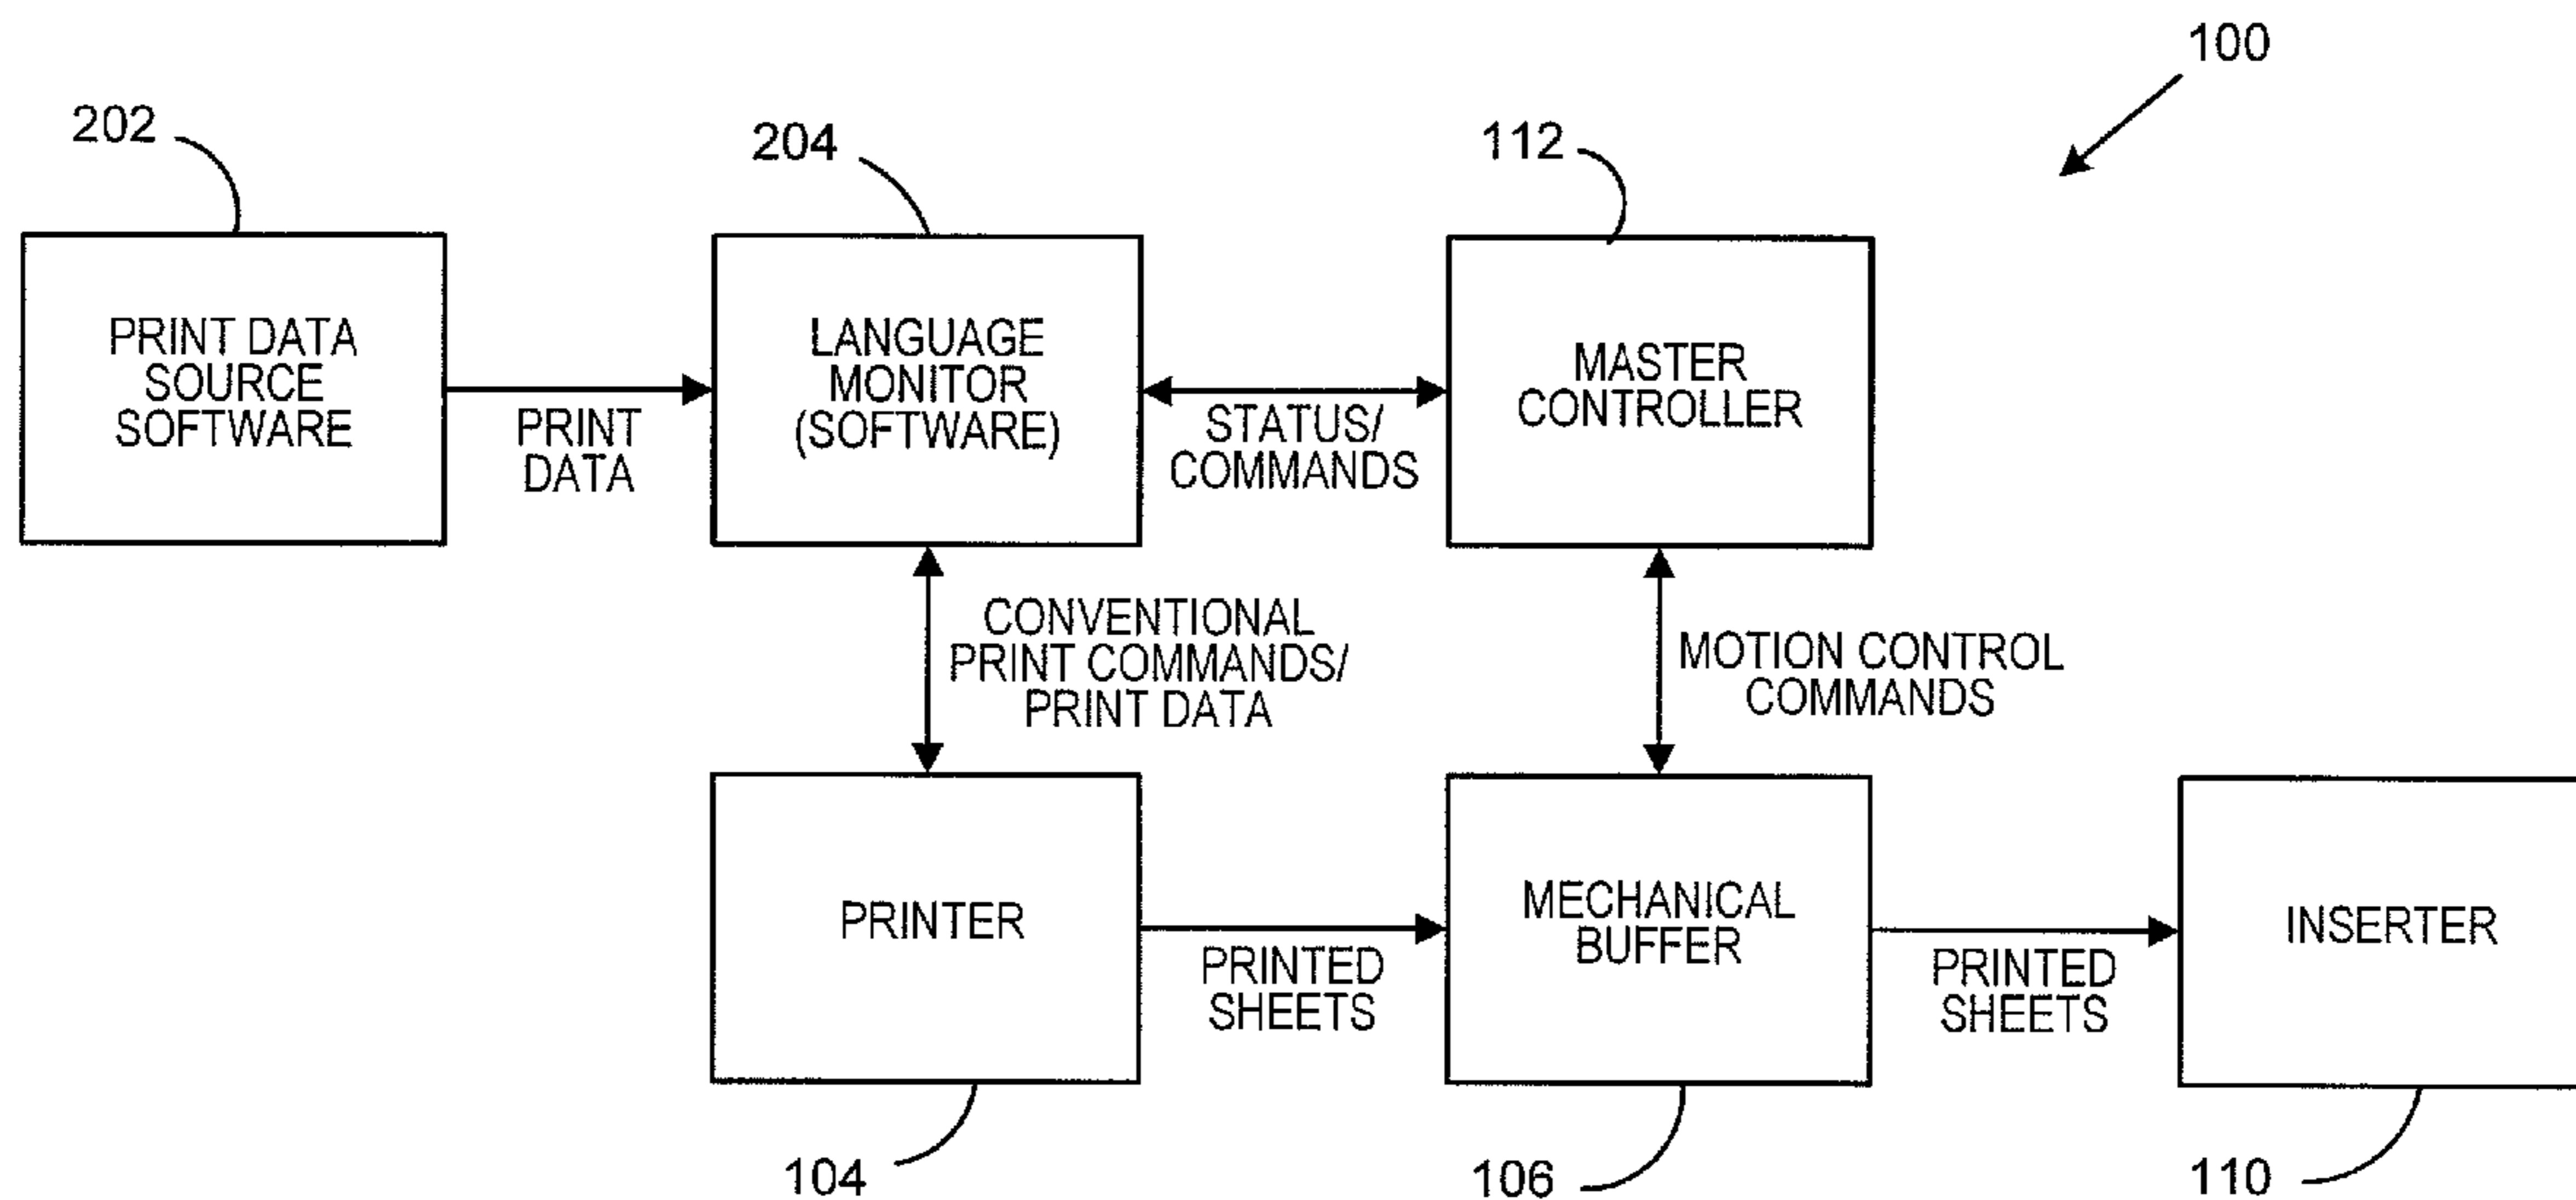 100
202
204
112
PRINT DATA
SOURCE
SOFTWARE
PRINT
DATA
LANGUAGE
MONITOR
(SOFTWARE)
STATUS/
COMMANDS
MASTER
CONTROLLER
CONVENTIONAL
PRINT COMMANDS/
PRINT DATA
MOTION CONTROL
COMMANDS
PRINTER
PRINTED
SHEETS
MECHANICAL
BUFFER
PRINTED
SHEETS
INSERTER
104
106
110